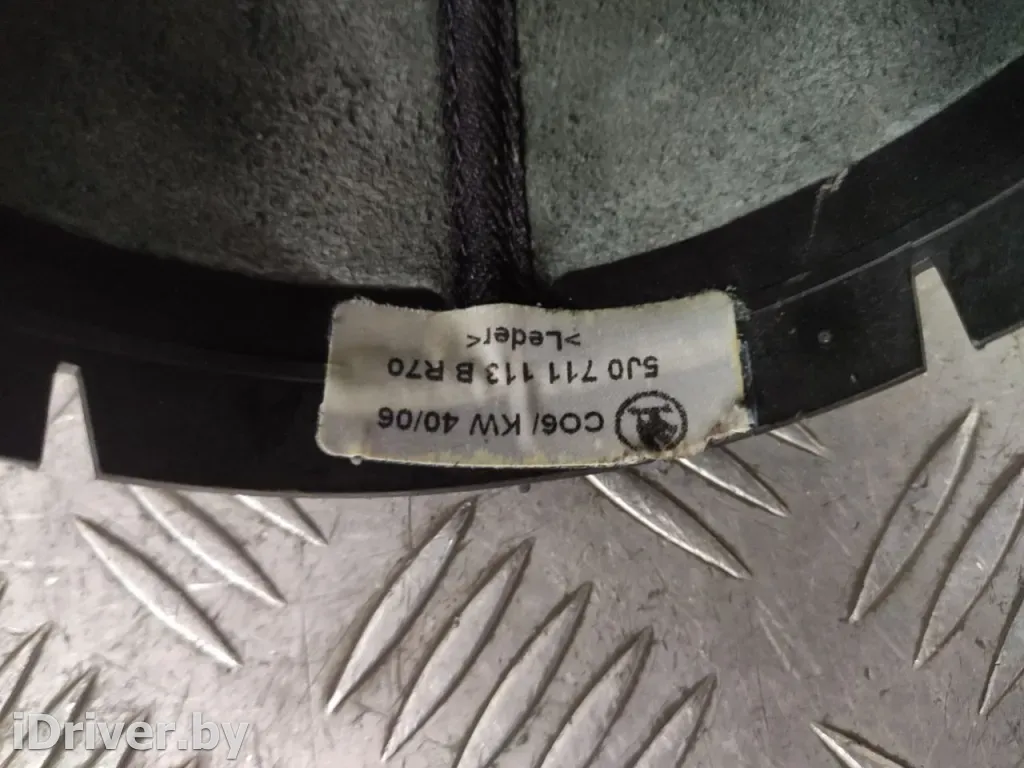 >Leder<
5J0 711 113 B R70
CO6/ KW 40/06
iDriver.by